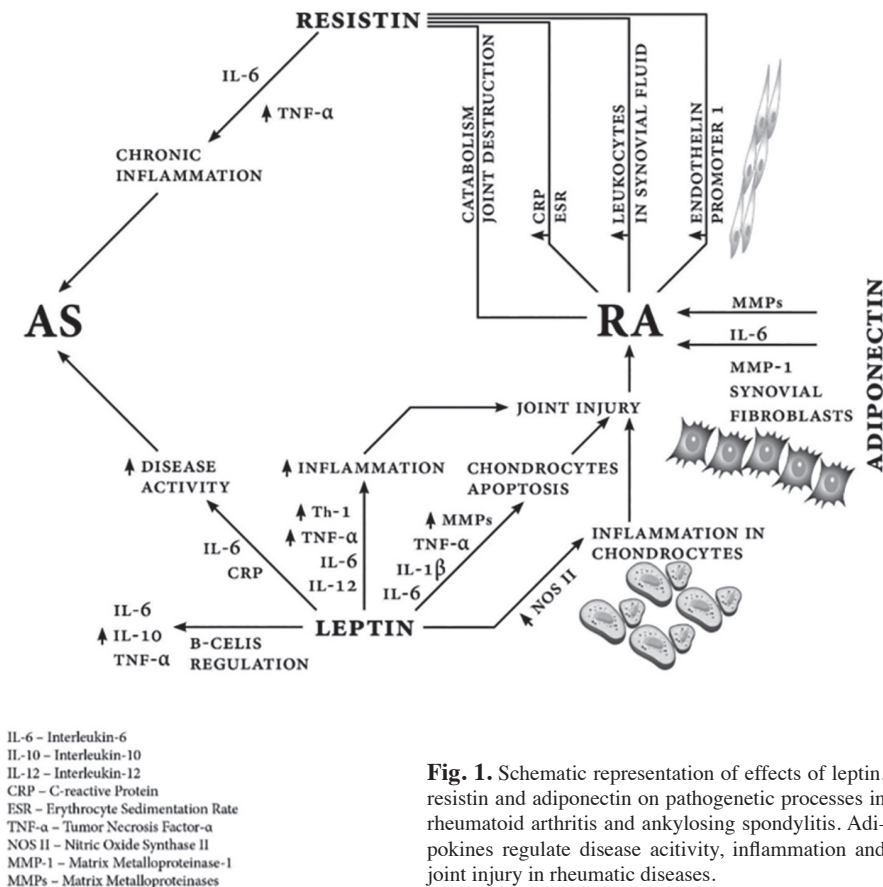 RESISTIN
IL-6
TNF-α
CHRONIC
INFLAMMATION
CATABOLISM
JOINT DESTRUCTION
CRP
ESR
LEUKOCYTES
IN SYNOVIAL FLUID
ENDOTHELIN
PROMOTER 1
AS
RA
MMPs
IL-6
MMP-1
SYNOVIAL
FIBROBLASTS
ADIPONECTIN
JOINT INJURY
DISEASE
ACTIVITY
INFLAMMATION
CHONDROCYTES
APOPTOSIS
Th-1
TNF-α
IL-6
IL-12
MMPs
TNF-α
IL-1β
IL-6
INFLAMMATION IN
CHONDROCYTES
IL-6
CRP
NOS II
LEPTIN
IL-6
IL-10
TNF-α
B-CELIS
REGULATION
IL-6 – Interleukin-6
IL-10 – Interleukin-10
IL-12 – Interleukin-12
CRP – C-reactive Protein
ESR – Erythrocyte Sedimentation Rate
TNF-α – Tumor Necrosis Factor-α
NOS II – Nitric Oxide Synthase II
MMP-1 – Matrix Metalloproteinase-1
MMPs – Matrix Metalloproteinases
Fig. 1. Schematic representation of effects of leptin,
resistin and adiponectin on pathogenetic processes in
rheumatoid arthritis and ankylosing spondylitis. Adi-
pokines regulate disease acitivity, inflammation and
joint injury in rheumatic diseases.